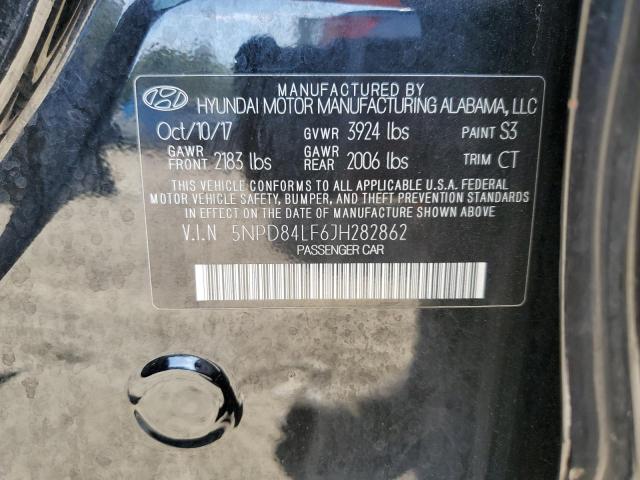 MANUFACTURED BY
HYUNDAI MOTOR MANUFACTURING ALABAMA, LLC
Oct/10/17 GVWR 3924 lbs PAINT S3
GAWR FRONT 2183 lbs GAWR REAR 2006 lbs TRIM CT
THIS VEHICLE CONFORMS TO ALL APPLICABLE U.S.A. FEDERAL
MOTOR VEHICLE SAFETY, BUMPER, AND THEFT PREVENTION STANDARDS
IN EFFECT ON THE DATE OF MANUFACTURE SHOWN ABOVE
V.I.N 5NPD84LF6JH282862
PASSENGER CAR